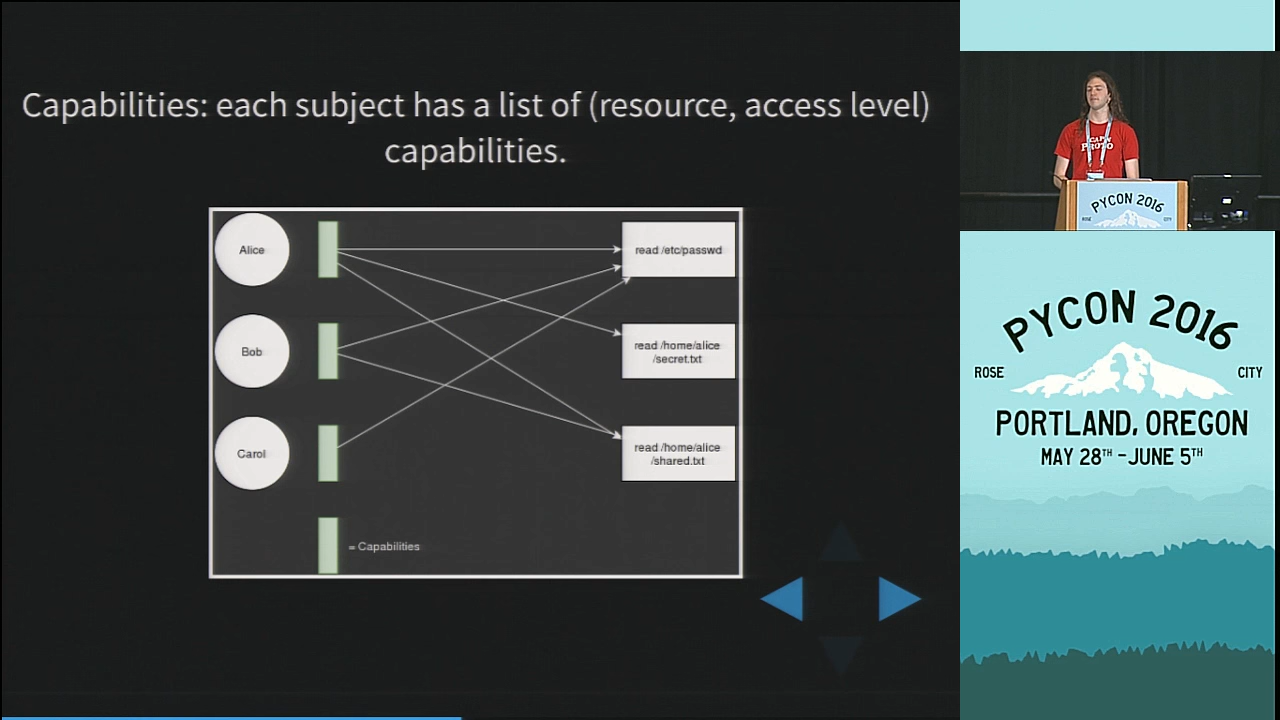 Capabilities: each subject has a list of (resource, access level)
capabilities.
Alice
read /etc/passwd
Bob
read /home/alice
/secret.txt
Carol
read /home/alice
/shared.txt
= Capabilities
PYCON 2016
ROSE
CITY
PYCON 2016
ROSE
CITY
PORTLAND, OREGON
MAY 28TH - JUNE 5TH